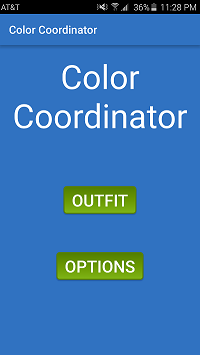 AT&T 36% 11:28 PM
Color Coordinator
Color
Coordinator
OUTFIT
OPTIONS